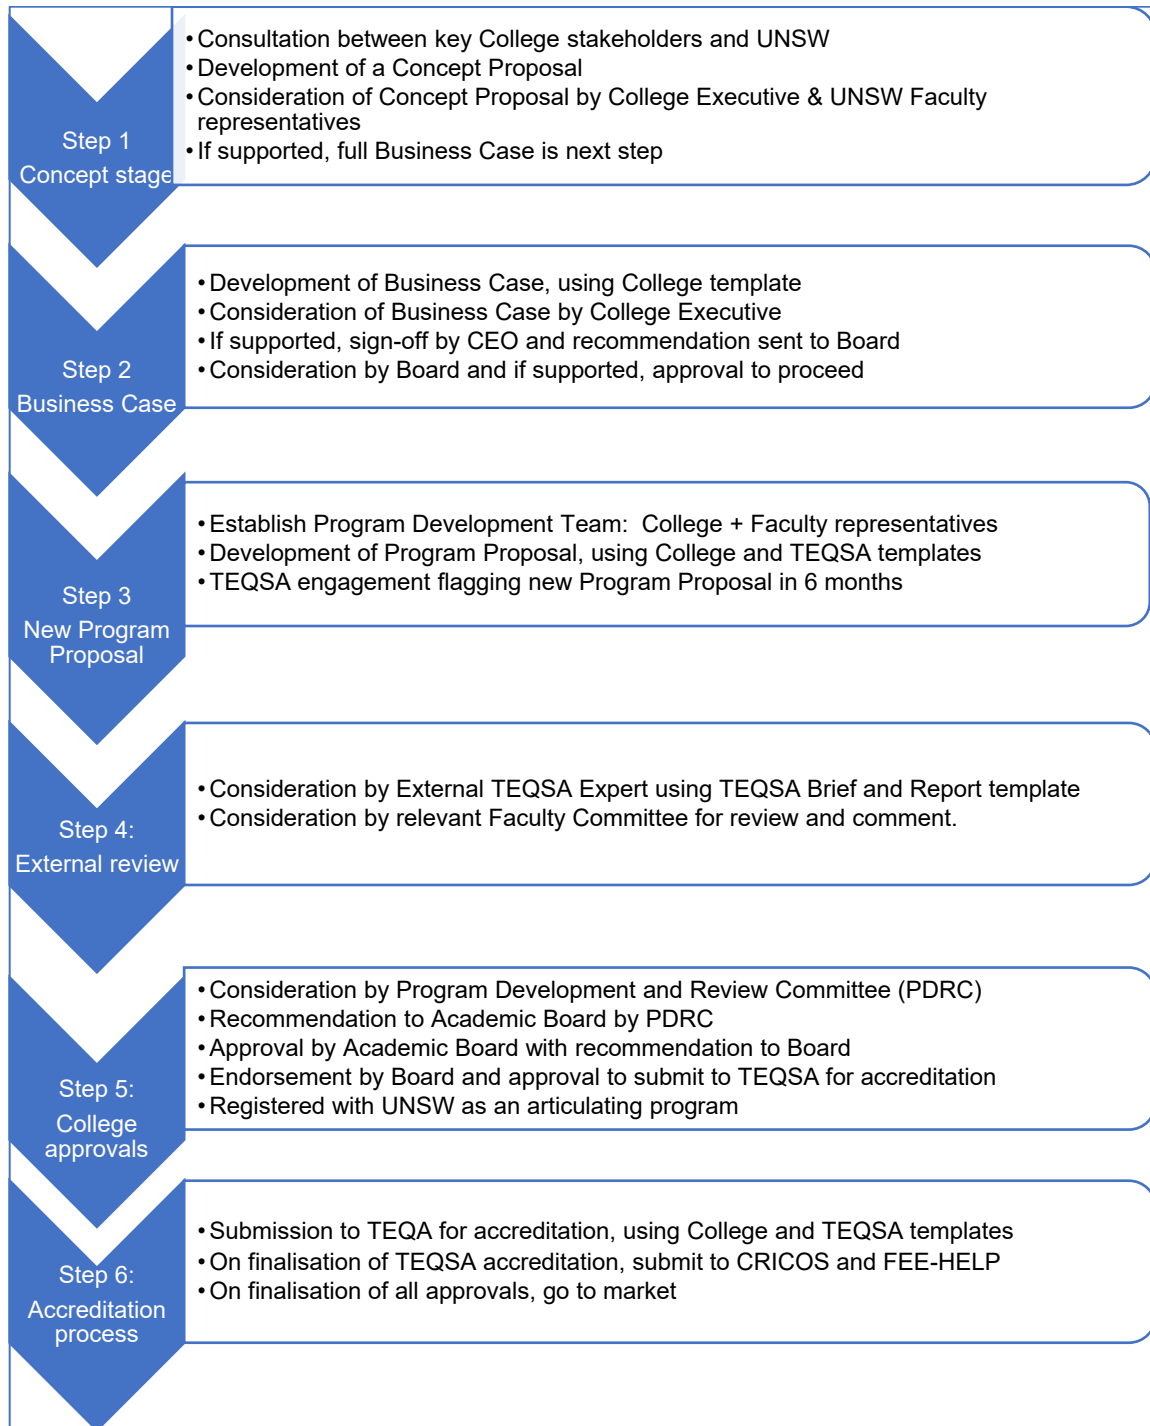 Step 1
Concept stage
• Consultation between key College stakeholders and UNSW
• Development of a Concept Proposal
• Consideration of Concept Proposal by College Executive & UNSW Faculty
representatives
• If supported, full Business Case is next step
Step 2
Business Case
• Development of Business Case, using College template
• Consideration of Business Case by College Executive
• If supported, sign-off by CEO and recommendation sent to Board
• Consideration by Board and if supported, approval to proceed
Step 3
New Program
Proposal
• Establish Program Development Team:  College + Faculty representatives
• Development of Program Proposal, using College and TEQSA templates
• TEQSA engagement flagging new Program Proposal in 6 months
Step 4:
External review
• Consideration by External TEQSA Expert using TEQSA Brief and Report template
• Consideration by relevant Faculty Committee for review and comment.
Step 5:
College
approvals
• Consideration by Program Development and Review Committee (PDRC)
• Recommendation to Academic Board by PDRC
• Approval by Academic Board with recommendation to Board
• Endorsement by Board and approval to submit to TEQSA for accreditation
• Registered with UNSW as an articulating program
Step 6:
Accreditation
process
• Submission to TEQA for accreditation, using College and TEQSA templates
• On finalisation of TEQSA accreditation, submit to CRICOS and FEE-HELP
• On finalisation of all approvals, go to market